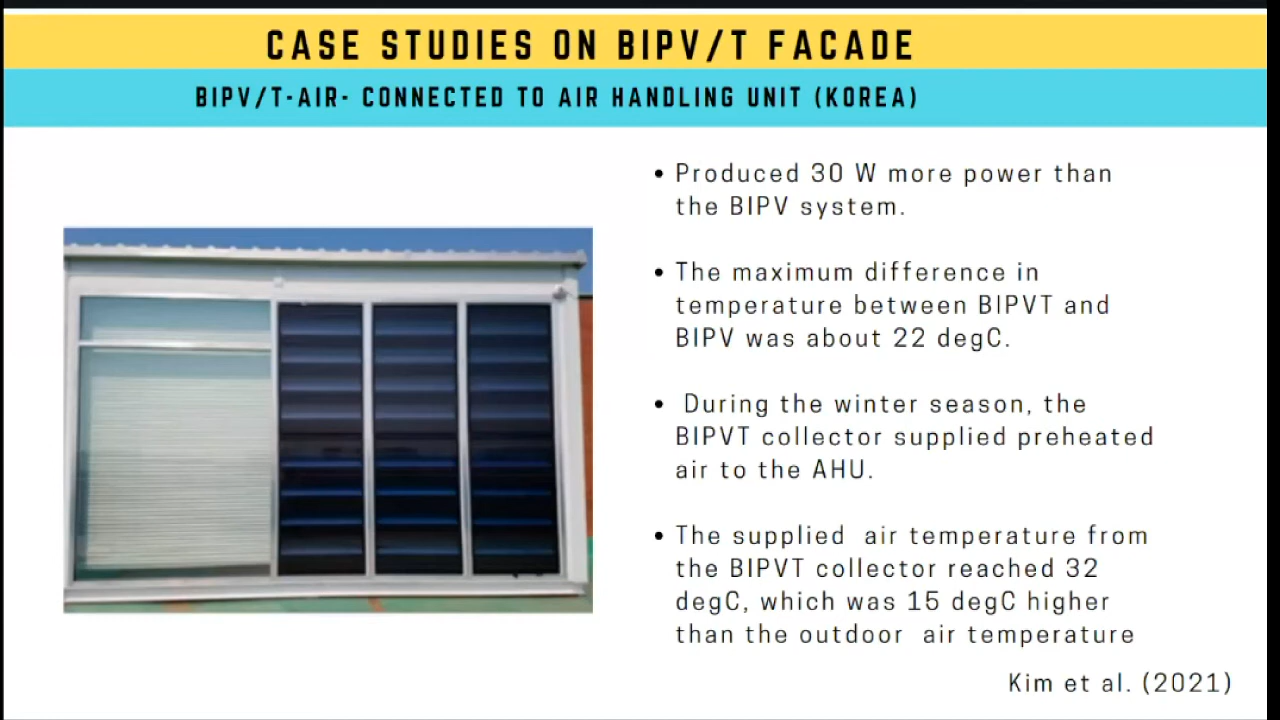 CASE STUDIES ON BIPV/T FACADE
BIPV/T-AIR- CONNECTED TO AIR HANDLING UNIT (KOREA)
• Produced 30 W more power than
the BIPV system.
• The maximum difference in
temperature between BIPVT and
BIPV was about 22 degC.
• During the winter season, the
BIPVT collector supplied preheated
air to the AHU.
• The supplied air temperature from
the BIPVT collector reached 32
degC, which was 15 degC higher
than the outdoor air temperature
Kim et al. (2021)